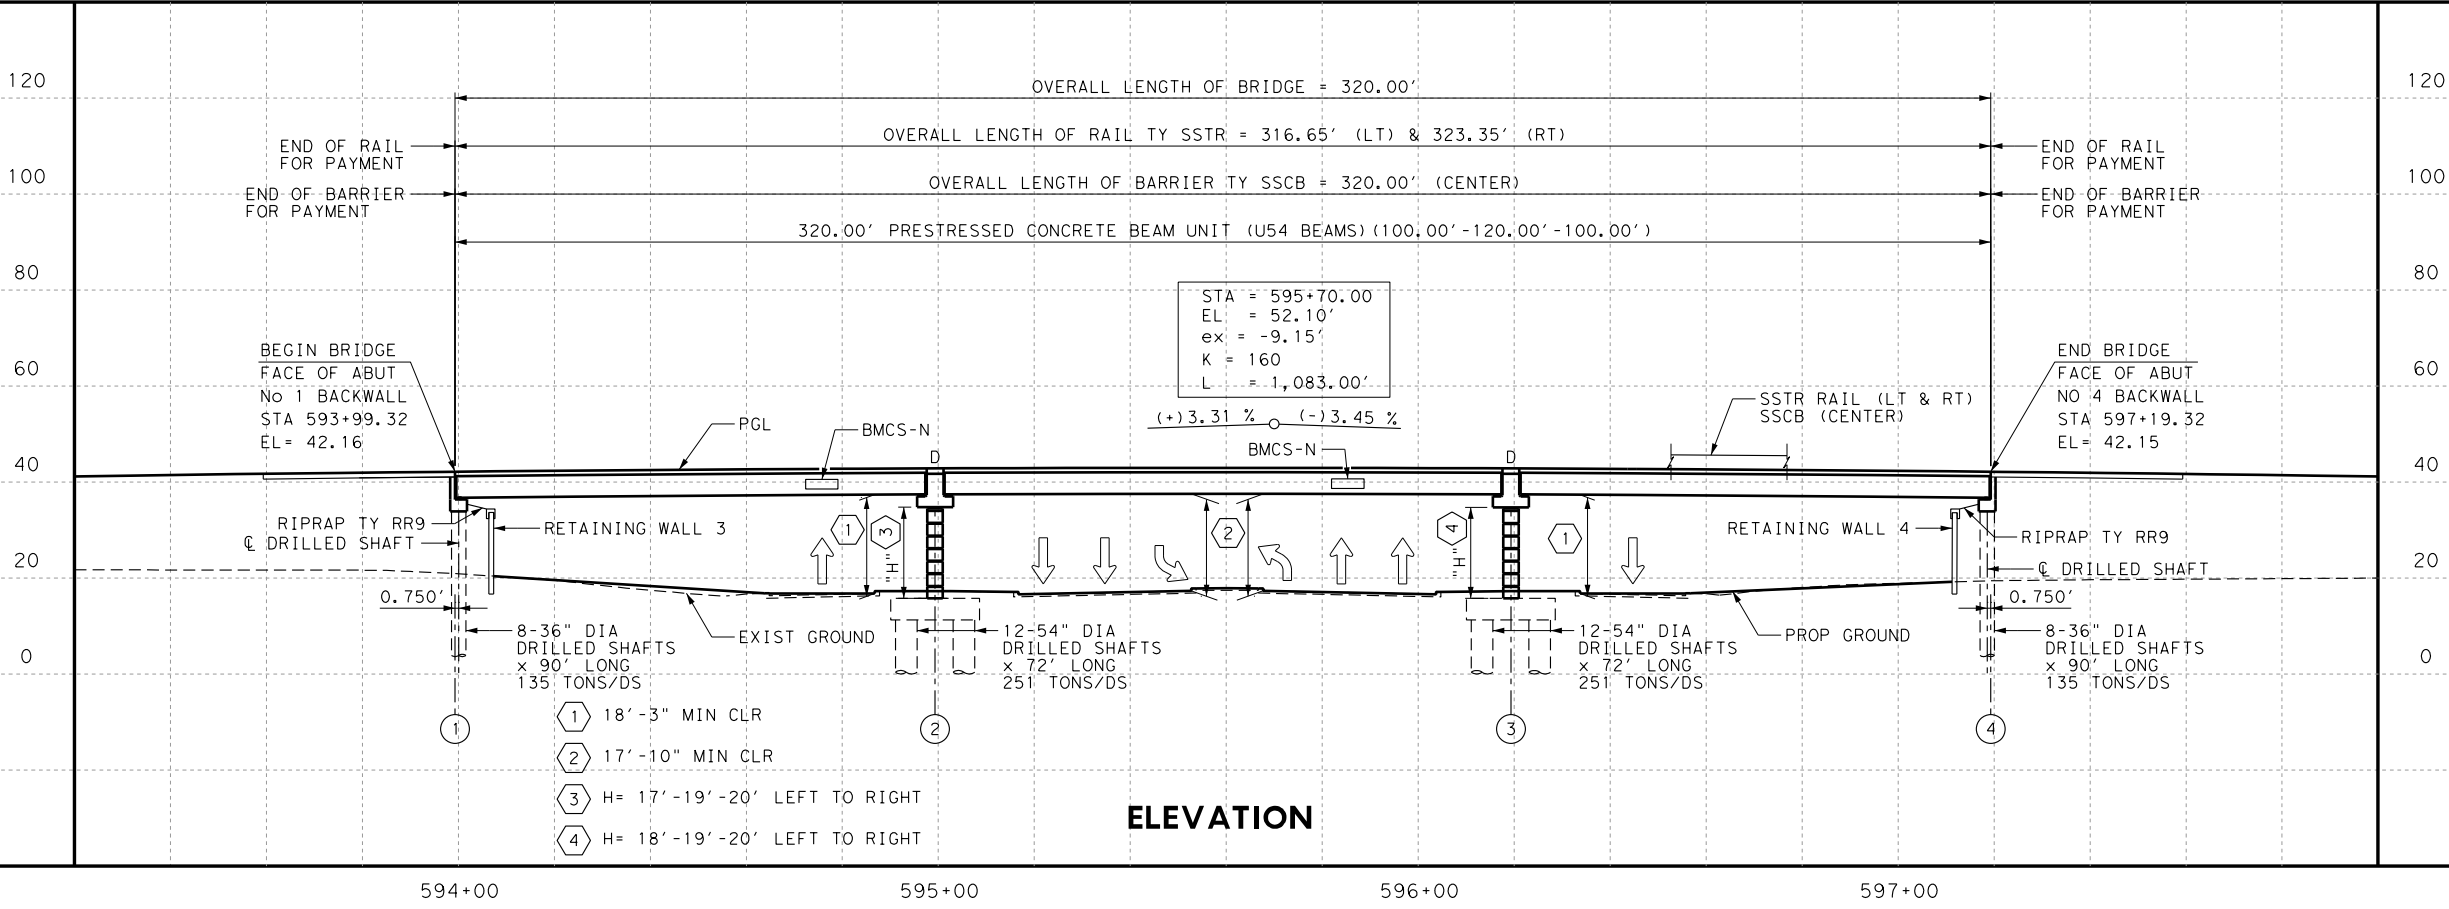 OVERALL LENGTH OF BRIDGE = 320.00'
OVERALL LENGTH OF RAIL TY SSTR = 316.65' (LT) & 323.35' (RT)
OVERALL LENGTH OF BARRIER TY SSCB = 320.00' (CENTER)
320.00' PRESTRESSED CONCRETE BEAM UNIT (U54 BEAMS)(100.00'-120.00'-100.00')
120
100
80
60
40
20
0
120
100
80
60
40
20
0
END OF RAIL
FOR PAYMENT
END OF BARRIER
FOR PAYMENT
END OF RAIL
FOR PAYMENT
END OF BARRIER
FOR PAYMENT
STA = 595+70.00
EL = 52.10'
ex = -9.15'
K = 160
L = 1,083.00'
(+)3.31 % (-)3.45 %
BEGIN BRIDGE
FACE OF ABUT
No 1 BACKWALL
STA 593+99.32
EL= 42.16
END BRIDGE
FACE OF ABUT
NO 4 BACKWALL
STA 597+19.32
EL= 42.15
PGL
BMCS-N
D
BMCS-N
D
SSTR RAIL (LT & RT)
SSCB (CENTER)
RIPRAP TY RR9
℄ DRILLED SHAFT
RETAINING WALL 3
1
3
"H"
2
4
"H"
1
RETAINING WALL 4
RIPRAP TY RR9
℄ DRILLED SHAFT
0.750'
0.750'
8-36" DIA
DRILLED SHAFTS
x 90' LONG
135 TONS/DS
EXIST GROUND
12-54" DIA
DRILLED SHAFTS
x 72' LONG
251 TONS/DS
12-54" DIA
DRILLED SHAFTS
x 72' LONG
251 TONS/DS
PROP GROUND
8-36" DIA
DRILLED SHAFTS
x 90' LONG
135 TONS/DS
1
2
3
4
1 18'-3" MIN CLR
2 17'-10" MIN CLR
3 H= 17'-19'-20' LEFT TO RIGHT
4 H= 18'-19'-20' LEFT TO RIGHT
ELEVATION
594+00
595+00
596+00
597+00